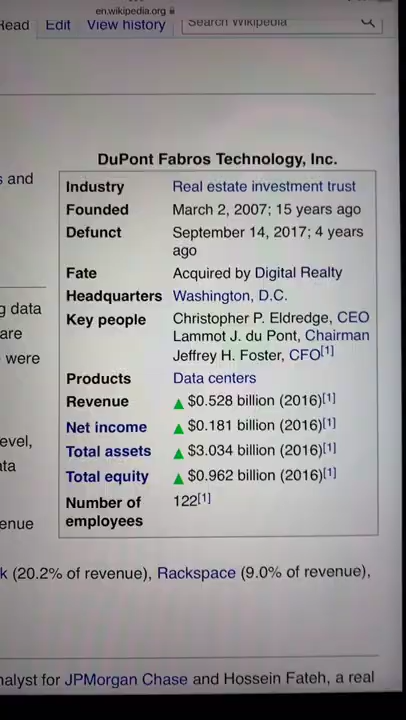 en.wikipedia.org
Read Edit View history Search Wikipedia
DuPont Fabros Technology, Inc.
s and
Industry Real estate investment trust
Founded March 2, 2007; 15 years ago
Defunct September 14, 2017; 4 years
ago
Fate Acquired by Digital Realty
Headquarters Washington, D.C.
g data
Key people Christopher P. Eldredge, CEO
are Lammot J. du Pont, Chairman
were Jeffrey H. Foster, CFO[1]
Products Data centers
Revenue ▲ $0.528 billion (2016)[1]
Net income ▲ $0.181 billion (2016)[1]
evel,
Total assets ▲ $3.034 billion (2016)[1]
ata
Total equity ▲ $0.962 billion (2016)[1]
Number of 122[1]
employees
enue
k (20.2% of revenue), Rackspace (9.0% of revenue),
nalyst for JPMorgan Chase and Hossein Fateh, a real